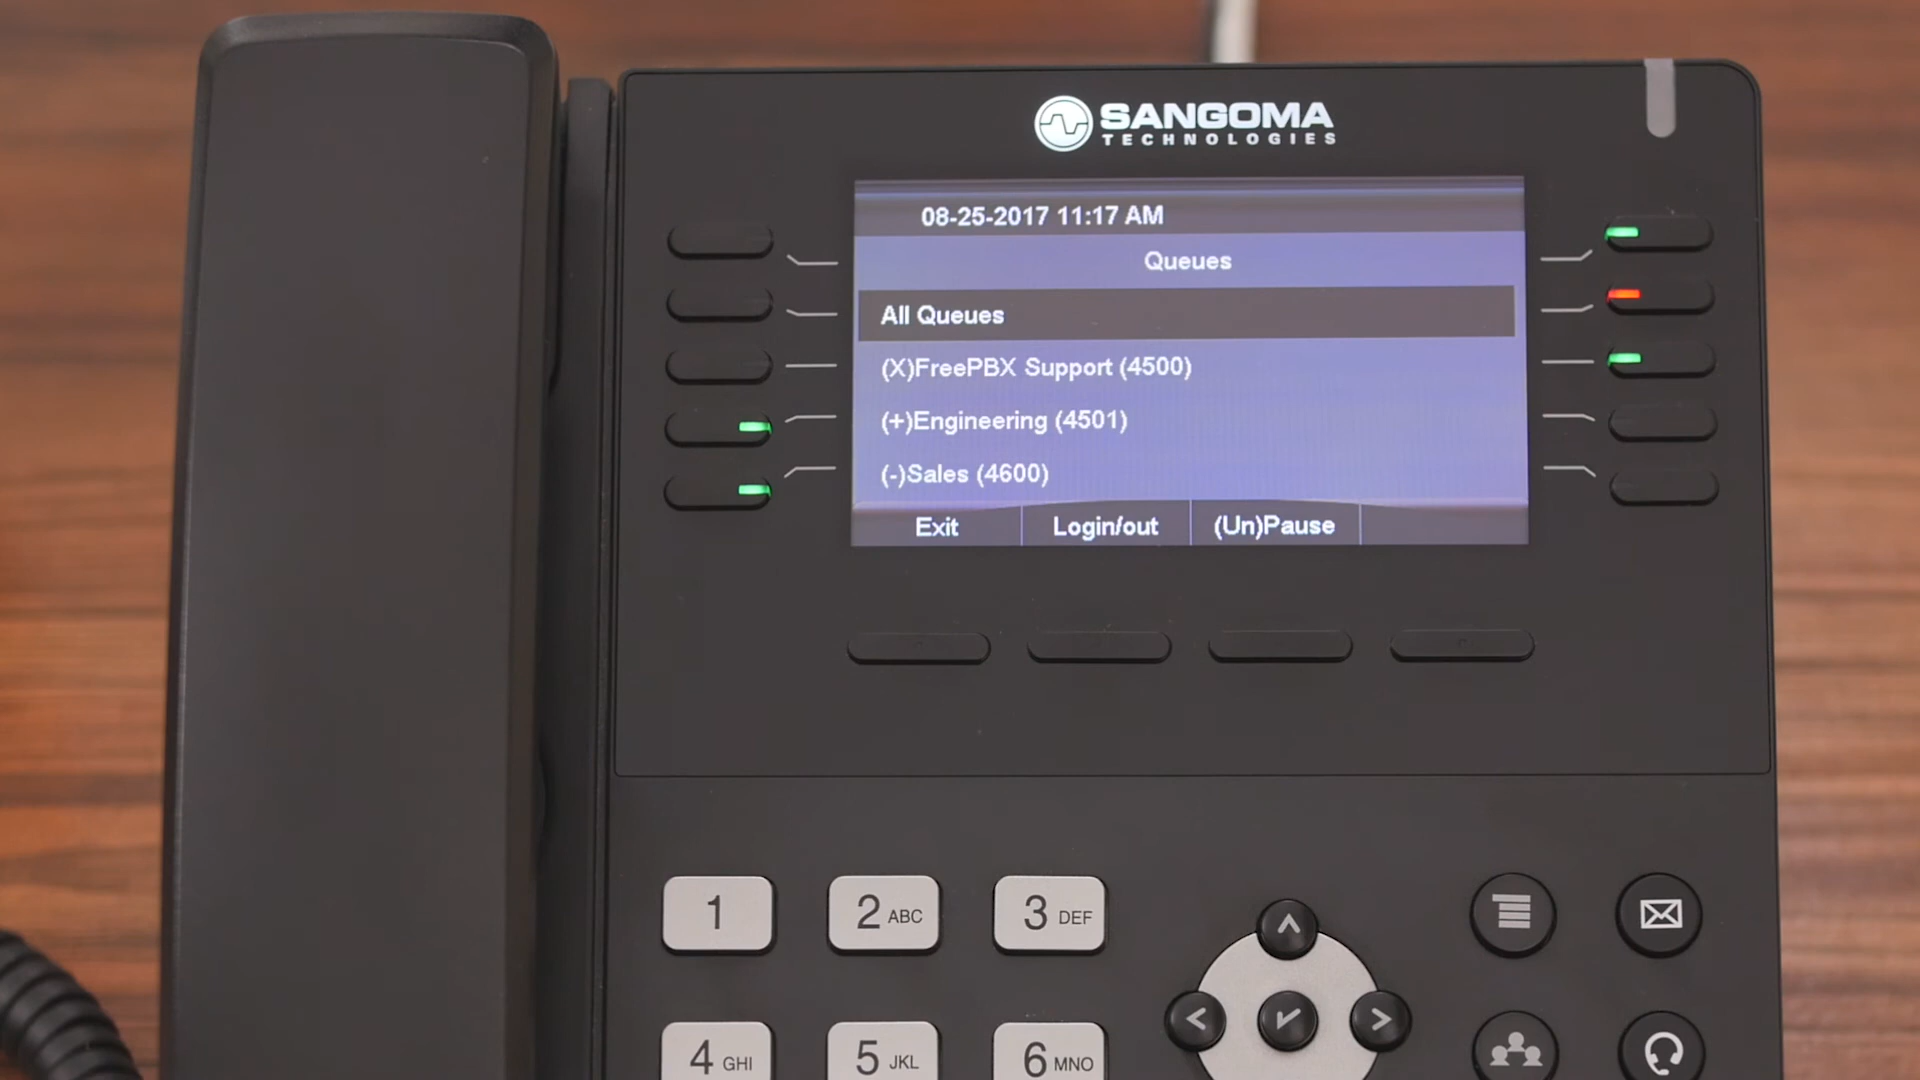 SANGOMA
TECHNOLOGIES
08-25-2017 11:17 AM
Queues
All Queues
(X)FreePBX Support (4500)
(+)Engineering (4501)
(-)Sales (4600)
Exit Login/out (Un)Pause
1 2 ABC 3 DEF
4 GHI 5 JKL 6 MNO